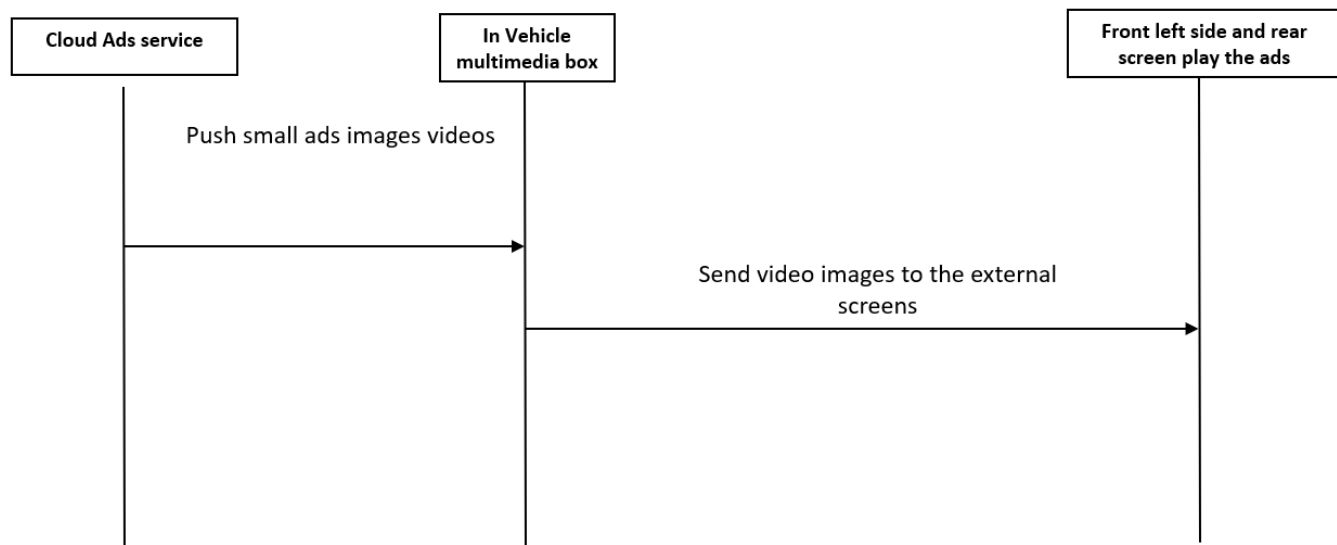 Cloud Ads service
In Vehicle
multimedia box
Front left side and rear
screen play the ads
Push small ads images videos
Send video images to the external
screens